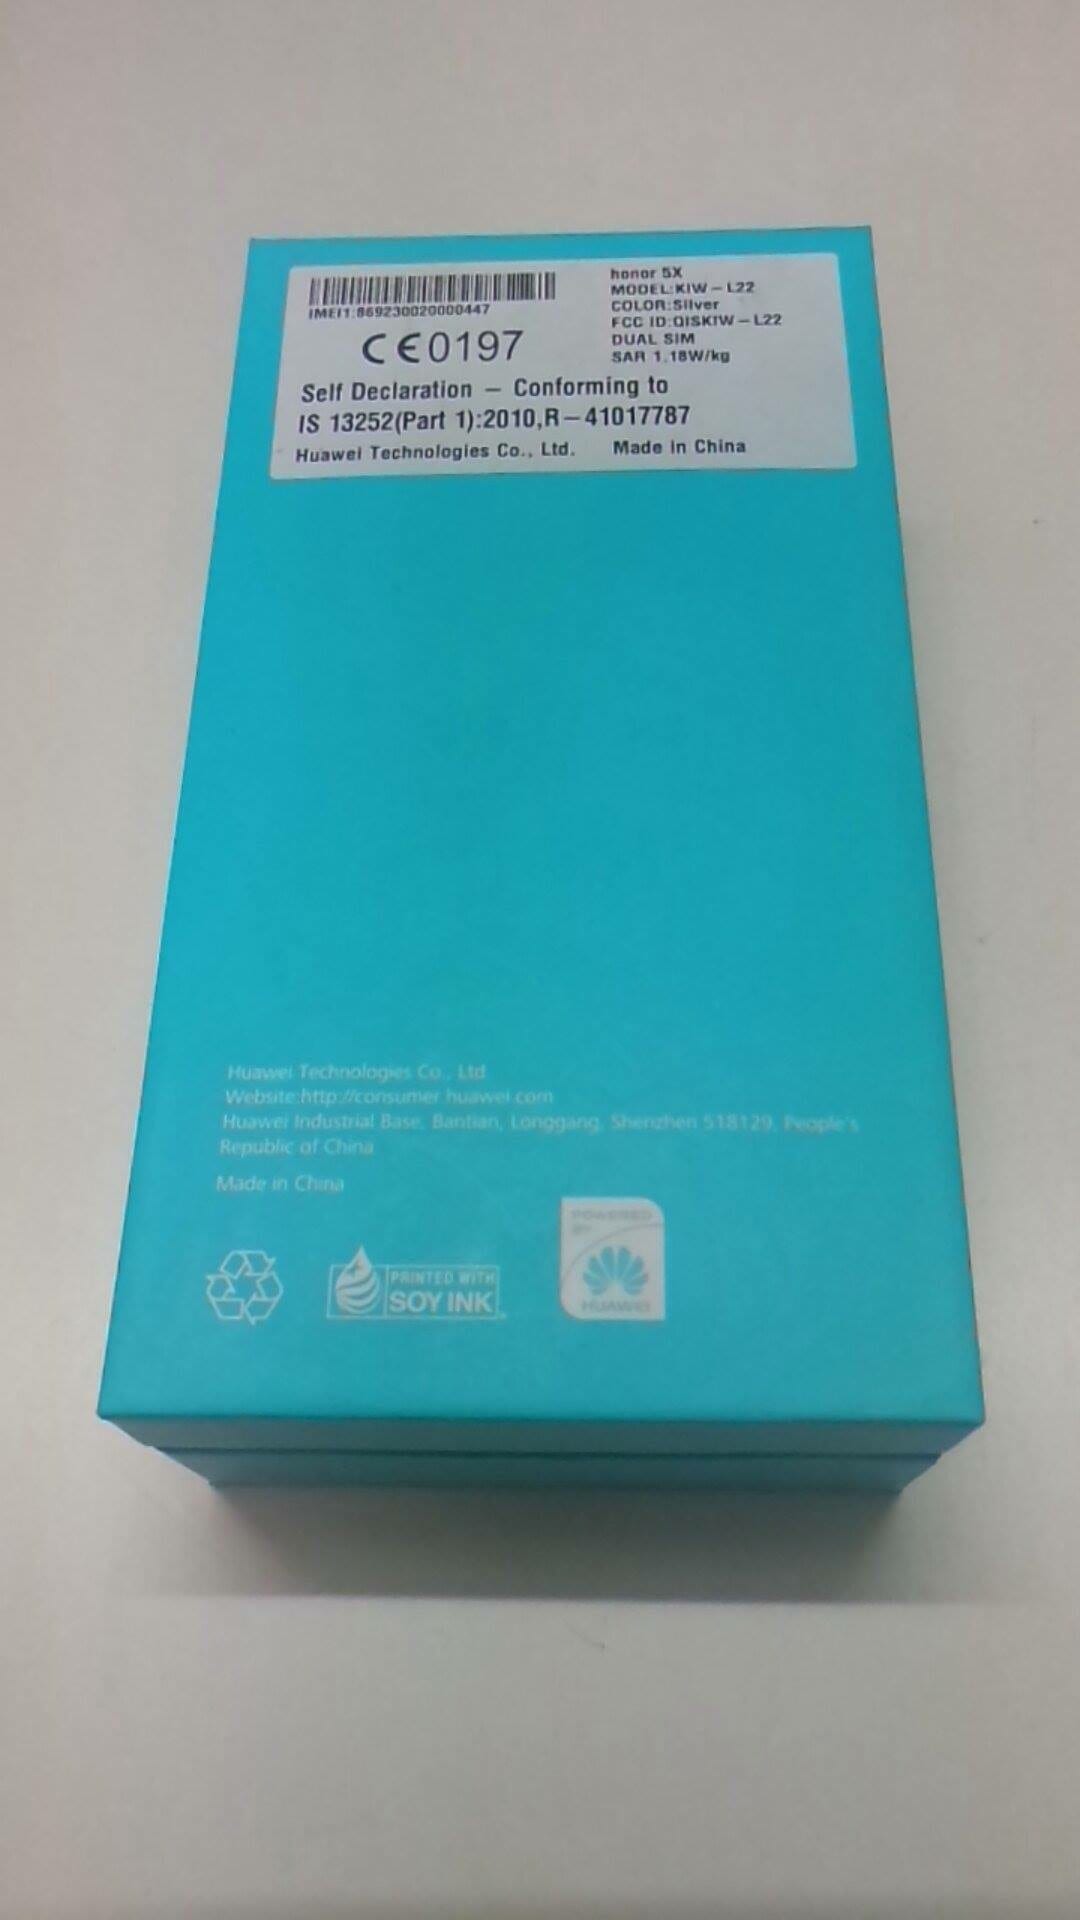 IMEI1:869230020000447
CE0197
honor 5X
MODEL:KIW-L22
COLOR:Silver
FCC ID:QISKIW-L22
DUAL SIM
SAR 1.18W/kg
Self Declaration - Conforming to
IS 13252(Part 1):2010,R-41017787
Huawei Technologies Co., Ltd. Made in China
Huawei Technologies Co., Ltd.
Website:http://consumer.huawei.com
Huawei Industrial Base, Bantian, Longgang, Shenzhen 518129, People's
Republic of China
Made in China
PRINTED WITH
SOY INK
POWERED
BY
HUAWEI